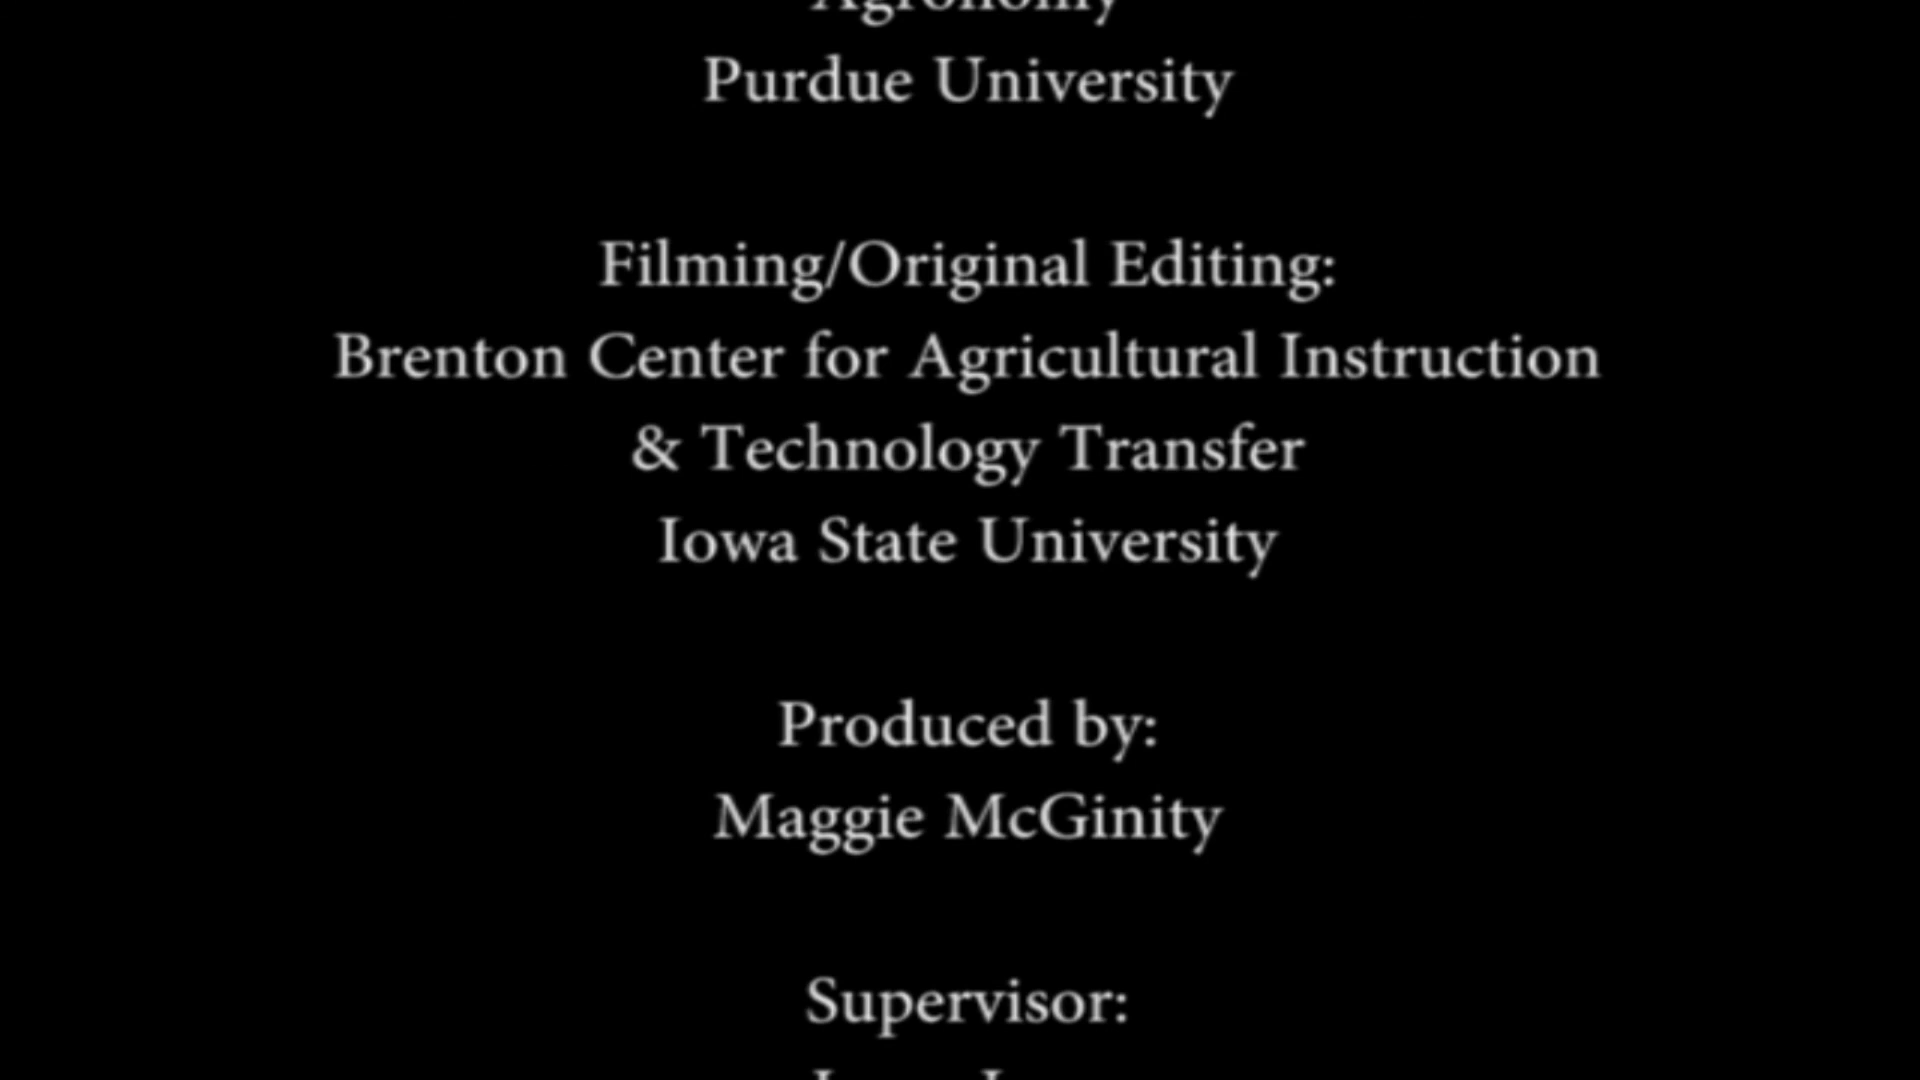 Agronomy
Purdue University
Filming/Original Editing:
Brenton Center for Agricultural Instruction
& Technology Transfer
Iowa State University
Produced by:
Maggie McGinity
Supervisor: